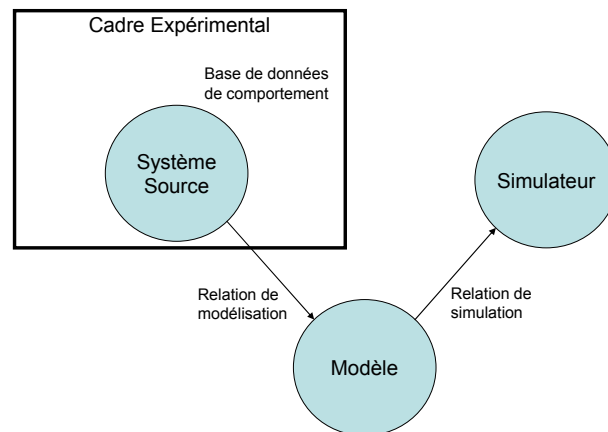 Cadre Expérimental
Base de données
de comportement
Système
Source
Simulateur
Relation de
modélisation
Relation de
simulation
Modèle